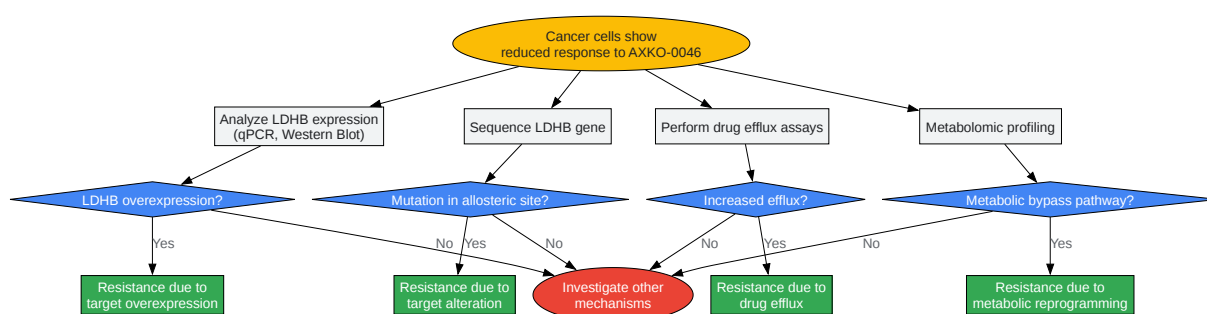 Cancer cells show
reduced response to AXKO-0046
Analyze LDHB expression
(qPCR, Western Blot)
Sequence LDHB gene
Perform drug efflux assays
Metabolomic profiling
LDHB overexpression?
Mutation in allosteric site?
Increased efflux?
Metabolic bypass pathway?
Yes
No
Yes
No
No
Yes
No
Yes
Resistance due to
target overexpression
Resistance due to
target alteration
Investigate other
mechanisms
Resistance due to
drug efflux
Resistance due to
metabolic reprogramming